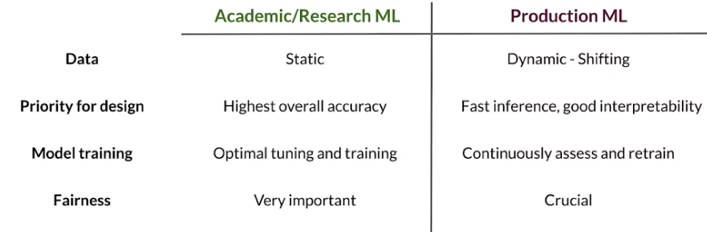 Academic/Research ML Production ML
Data Static Dynamic - Shifting
Priority for design Highest overall accuracy Fast inference, good interpretability
Model training Optimal tuning and training Continuously assess and retrain
Fairness Very important Crucial